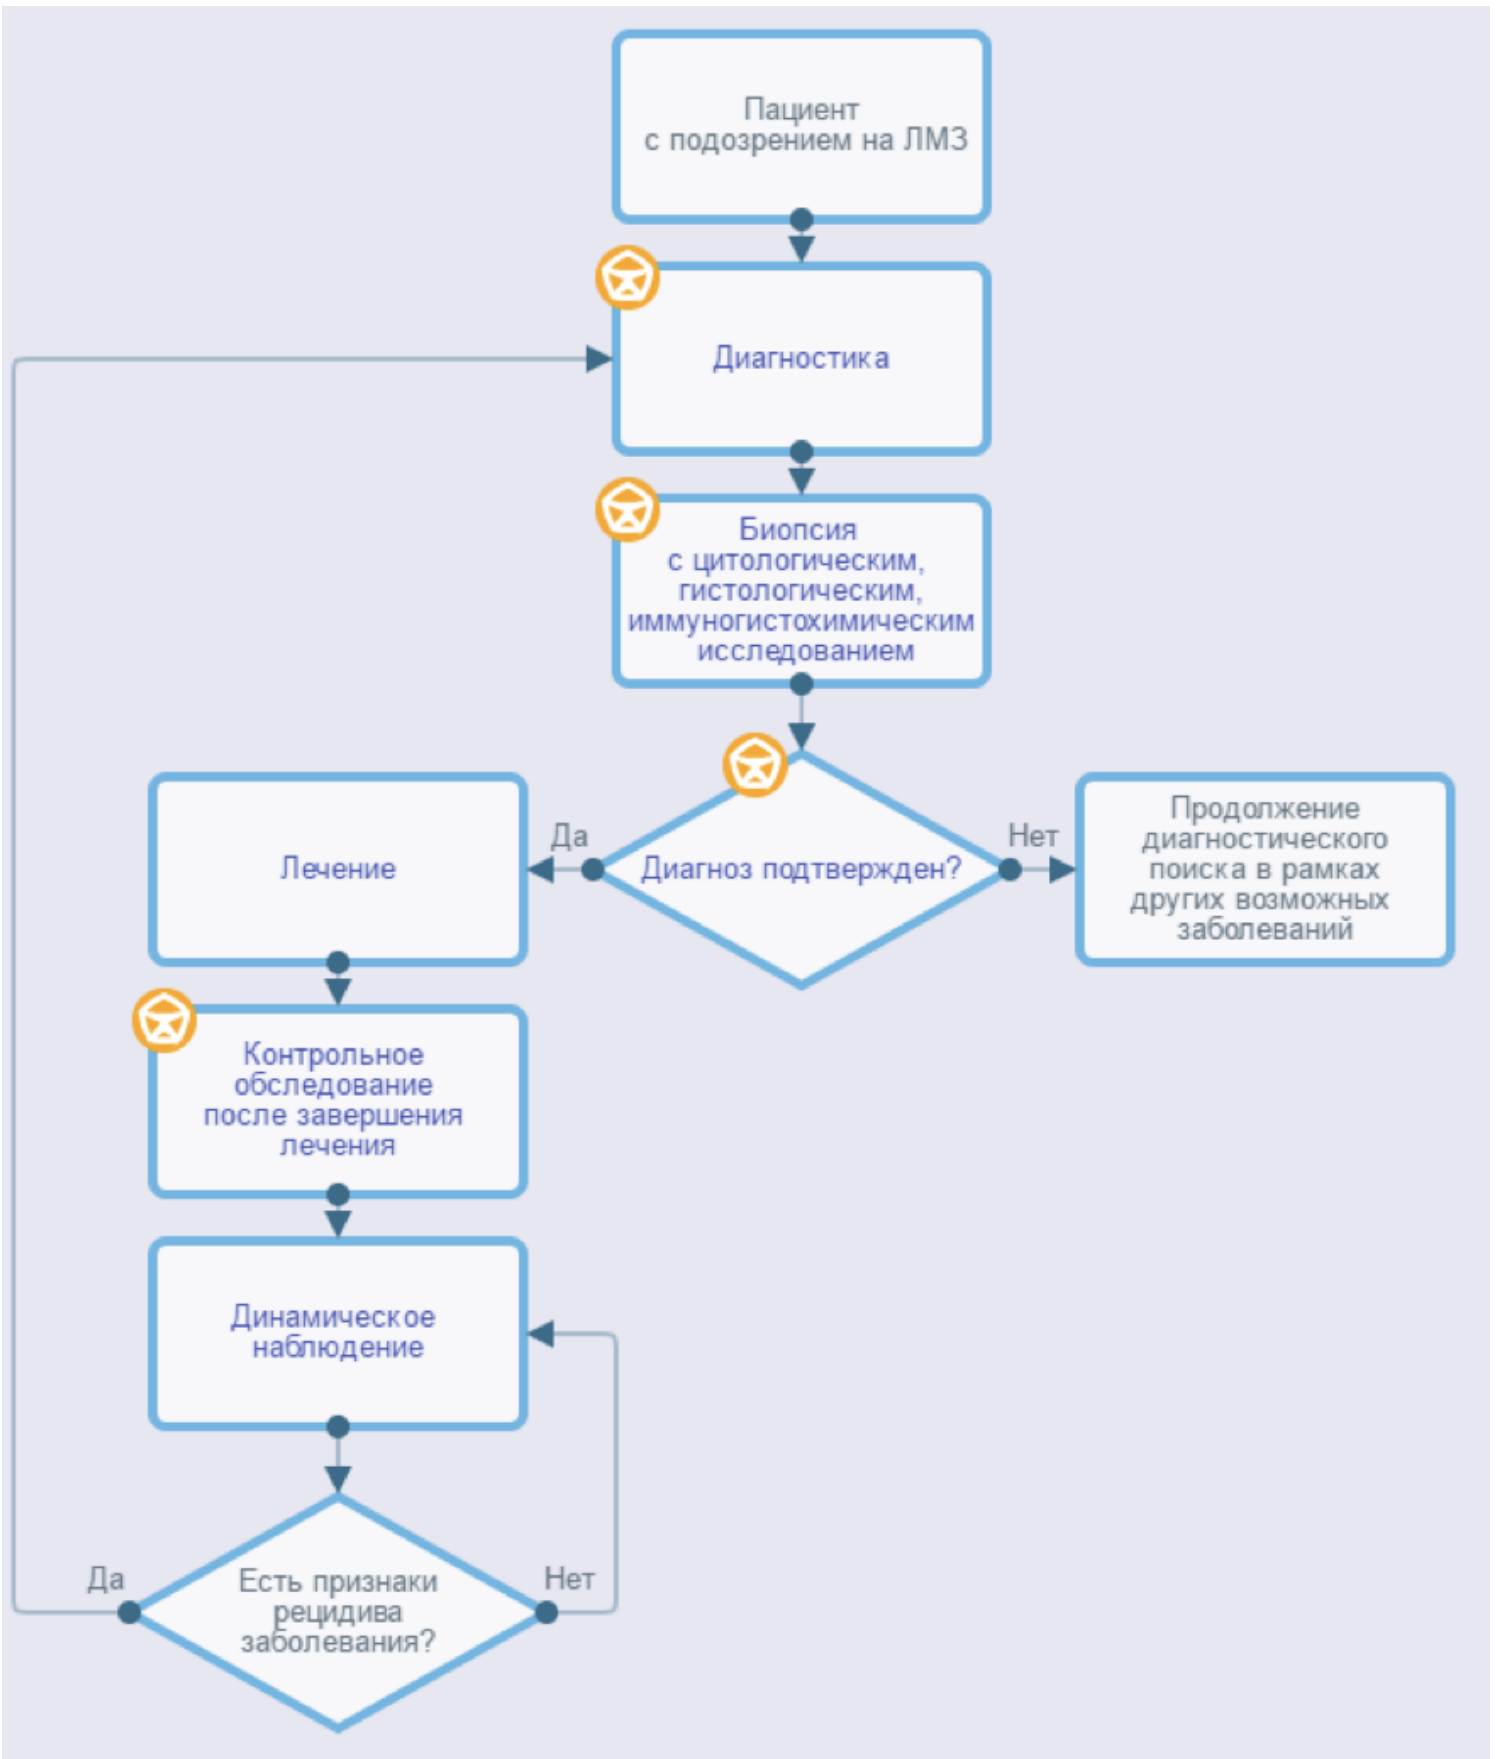 Пациент
с подозрением на ЛМЗ
Диагностика
Биопсия
с цитологическим,
гистологическим,
иммуногистохимическим
исследованием
Да
Диагноз подтвержден?
Нет
Лечение
Продолжение
диагностического
поиска в рамках
других возможных
заболеваний
Контрольное
обследование
после завершения
лечения
Динамическое
наблюдение
Да
Есть признаки
рецидива
заболевания?
Нет